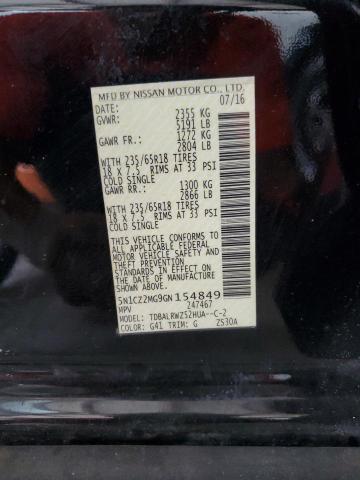 MFD BY NISSAN MOTOR CO., LTD.
DATE: 07/16
GVWR: 2355 KG
5191 LB
GAWR FR: 1272 KG
2804 LB
WITH 235/65R18 TIRES
18 X 7.5 RIMS AT 33 PSI
COLD SINGLE
GAWR RR: 1300 KG
2866 LB
WITH 235/65R18 TIRES
18 X 7.5 RIMS AT 33 PSI
COLD SINGLE
THIS VEHICLE CONFORMS TO
ALL APPLICABLE FEDERAL
MOTOR VEHICLE SAFETY
STANDARDS IN EFFECT ON
THE DATE OF MANUFACTURE
SHOWN ABOVE.
5N1CZ2MG9GN154849
MPV 247467
MODEL: TDBALRWZ52HUA--C-2
COLOR: G41 TRIM: G Z530A